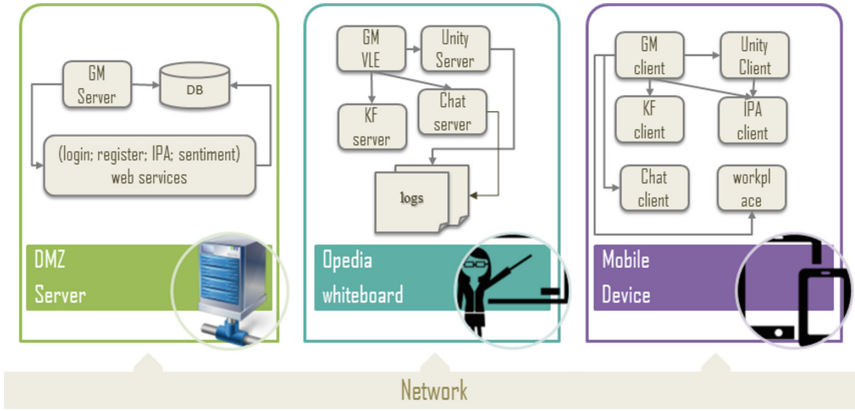 GM
Server
DB
(login; register; IPA; sentiment)
web services
DMZ
Server
GM
VLE
Unity
Server
KF
server
Chat
server
logs
Opedia
whiteboard
GM
client
Unity
Client
KF
client
IPA
client
Chat
client
workpl
ace
Mobile
Device
Network